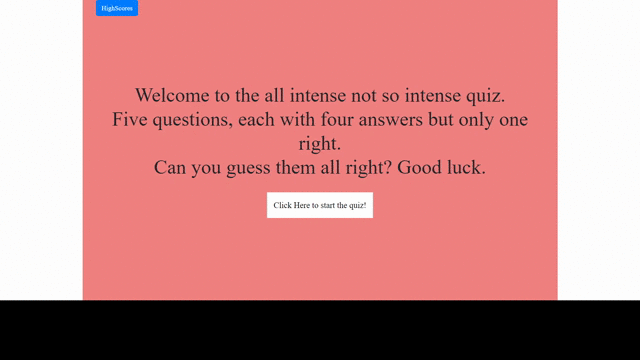 HighScores
Welcome to the all intense not so intense quiz.
Five questions, each with four answers but only one
right.
Can you guess them all right? Good luck.
Click Here to start the quiz!